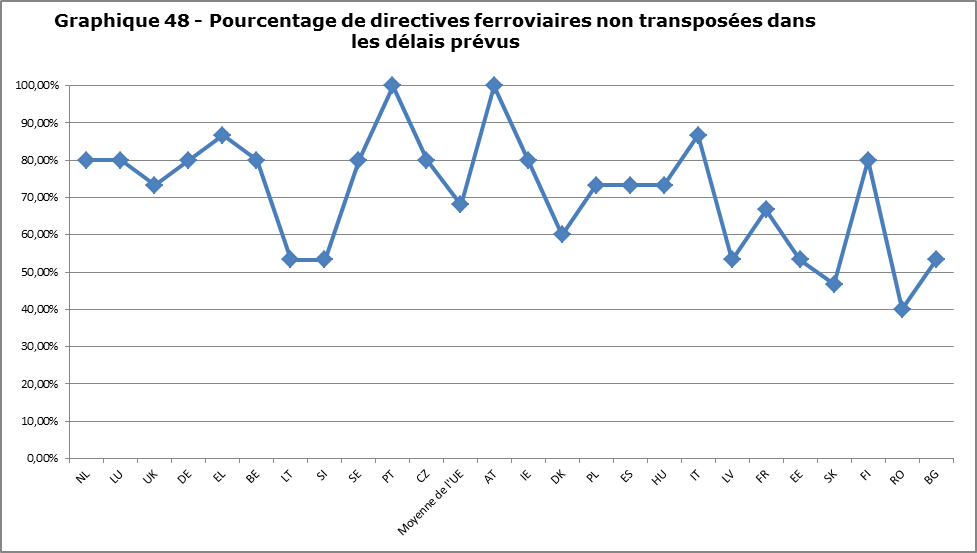 Graphique 48 - Pourcentage de directives ferroviaires non transposées dans
les délais prévus
100,00%
90,00%
80,00%
70,00%
60,00%
50,00%
40,00%
30,00%
20,00%
10,00%
0,00%
NL
LU
UK
DE
EL
BE
LT
SI
SE
PT
CZ
Moyenne de l'UE
AT
IE
DK
PL
ES
HU
IT
LV
FR
EE
SK
FI
RO
BG